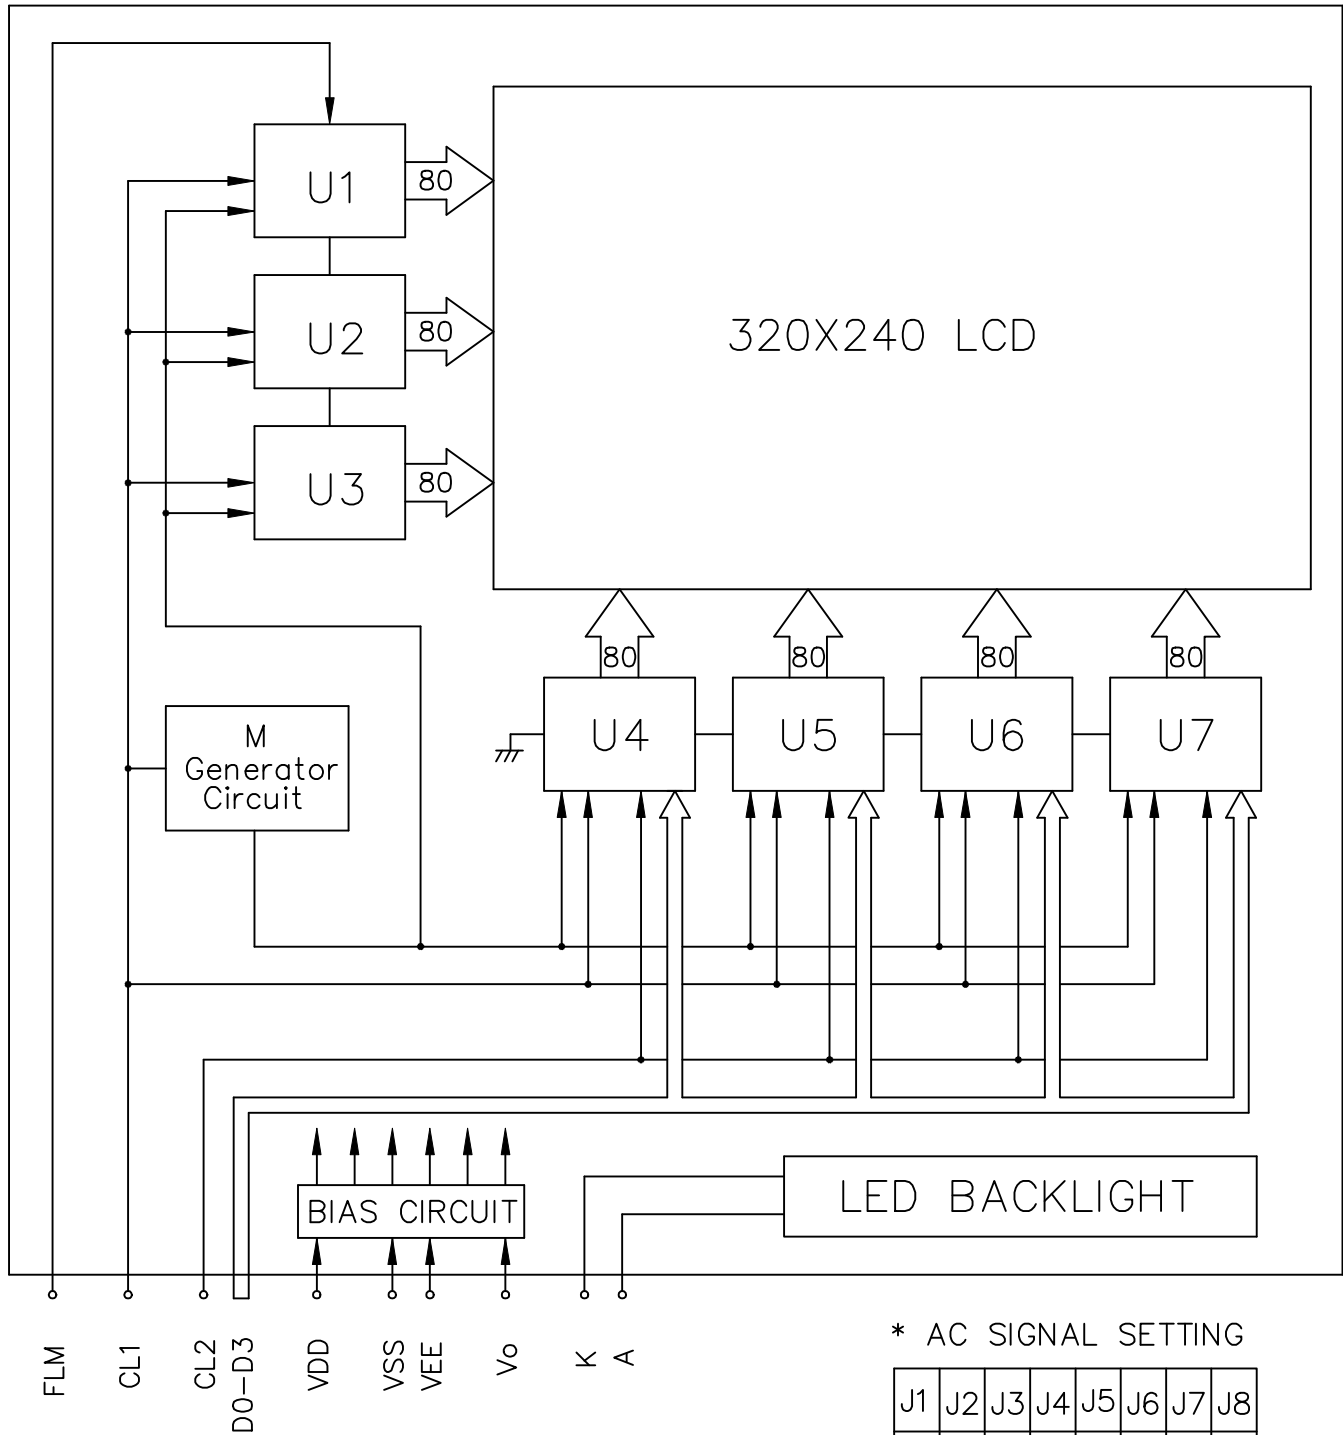 U1
80
U2
80
320X240 LCD
U3
80
80
80
80
80
U4
U5
U6
U7
M
Generator
Circuit
BIAS CIRCUIT
LED BACKLIGHT
FLM
CL1
CL2
D0-D3
VDD
VSS
VEE
Vo
K
A
* AC SIGNAL SETTING
J1 J2 J3 J4 J5 J6 J7 J8